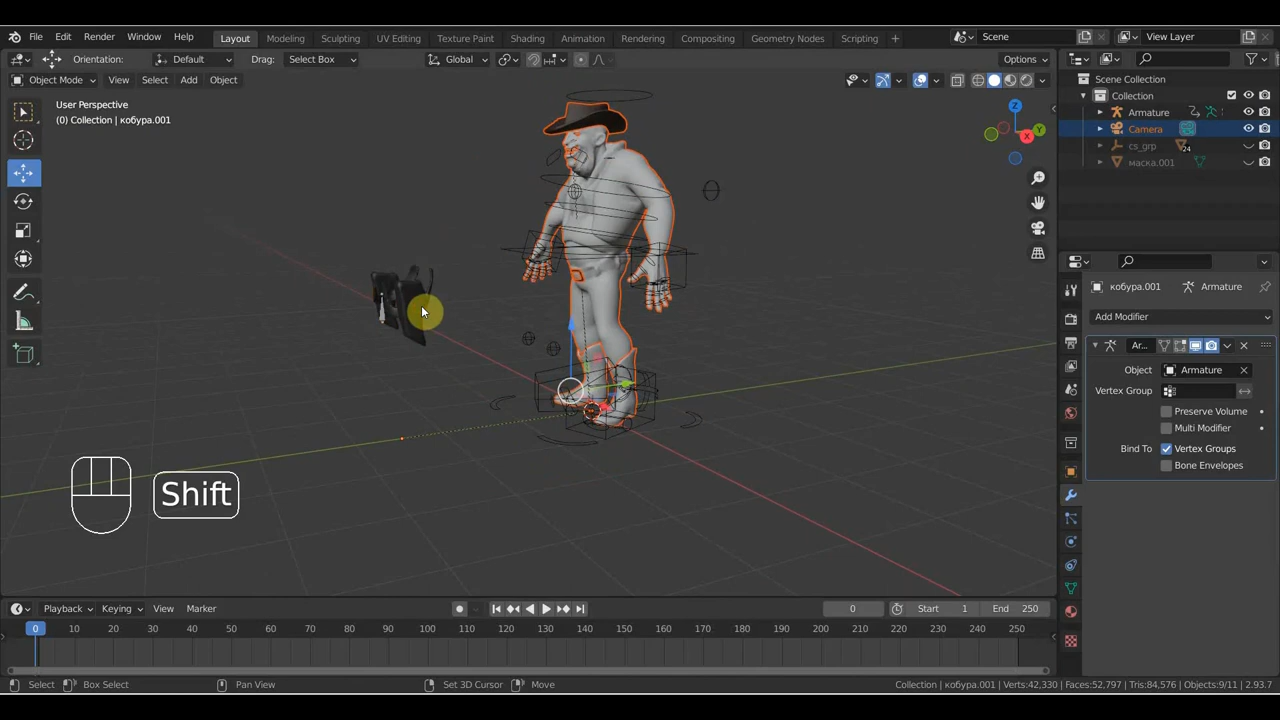 File Edit Render Window Help Layout Modeling Sculpting UV Editing Texture Paint Shading Animation Rendering Compositing Geometry Nodes Scripting + Scene View Layer
Orientation: Default Drag: Select Box Global Options
Object Mode View Select Add Object
User Perspective
(0) Collection | кобура.001
Z
Y
X
Scene Collection
Collection
Armature
Camera
cs_grp 24
маска.001
кобура.001 Armature
Add Modifier
Ar...
Object Armature
Vertex Group
Preserve Volume
Multi Modifier
Bind To Vertex Groups
Bone Envelopes
Shift
Playback Keying View Marker 0 Start 1 End 250
0 10 20 30 40 50 60 70 80 90 100 110 120 130 140 150 160 170 180 190 200 210 220 230 240 250
Select Box Select Pan View Set 3D Cursor Move Collection | кобура.001 | Verts:42,330 | Faces:52,797 | Tris:84,576 | Objects:9/11 | 2.93.7